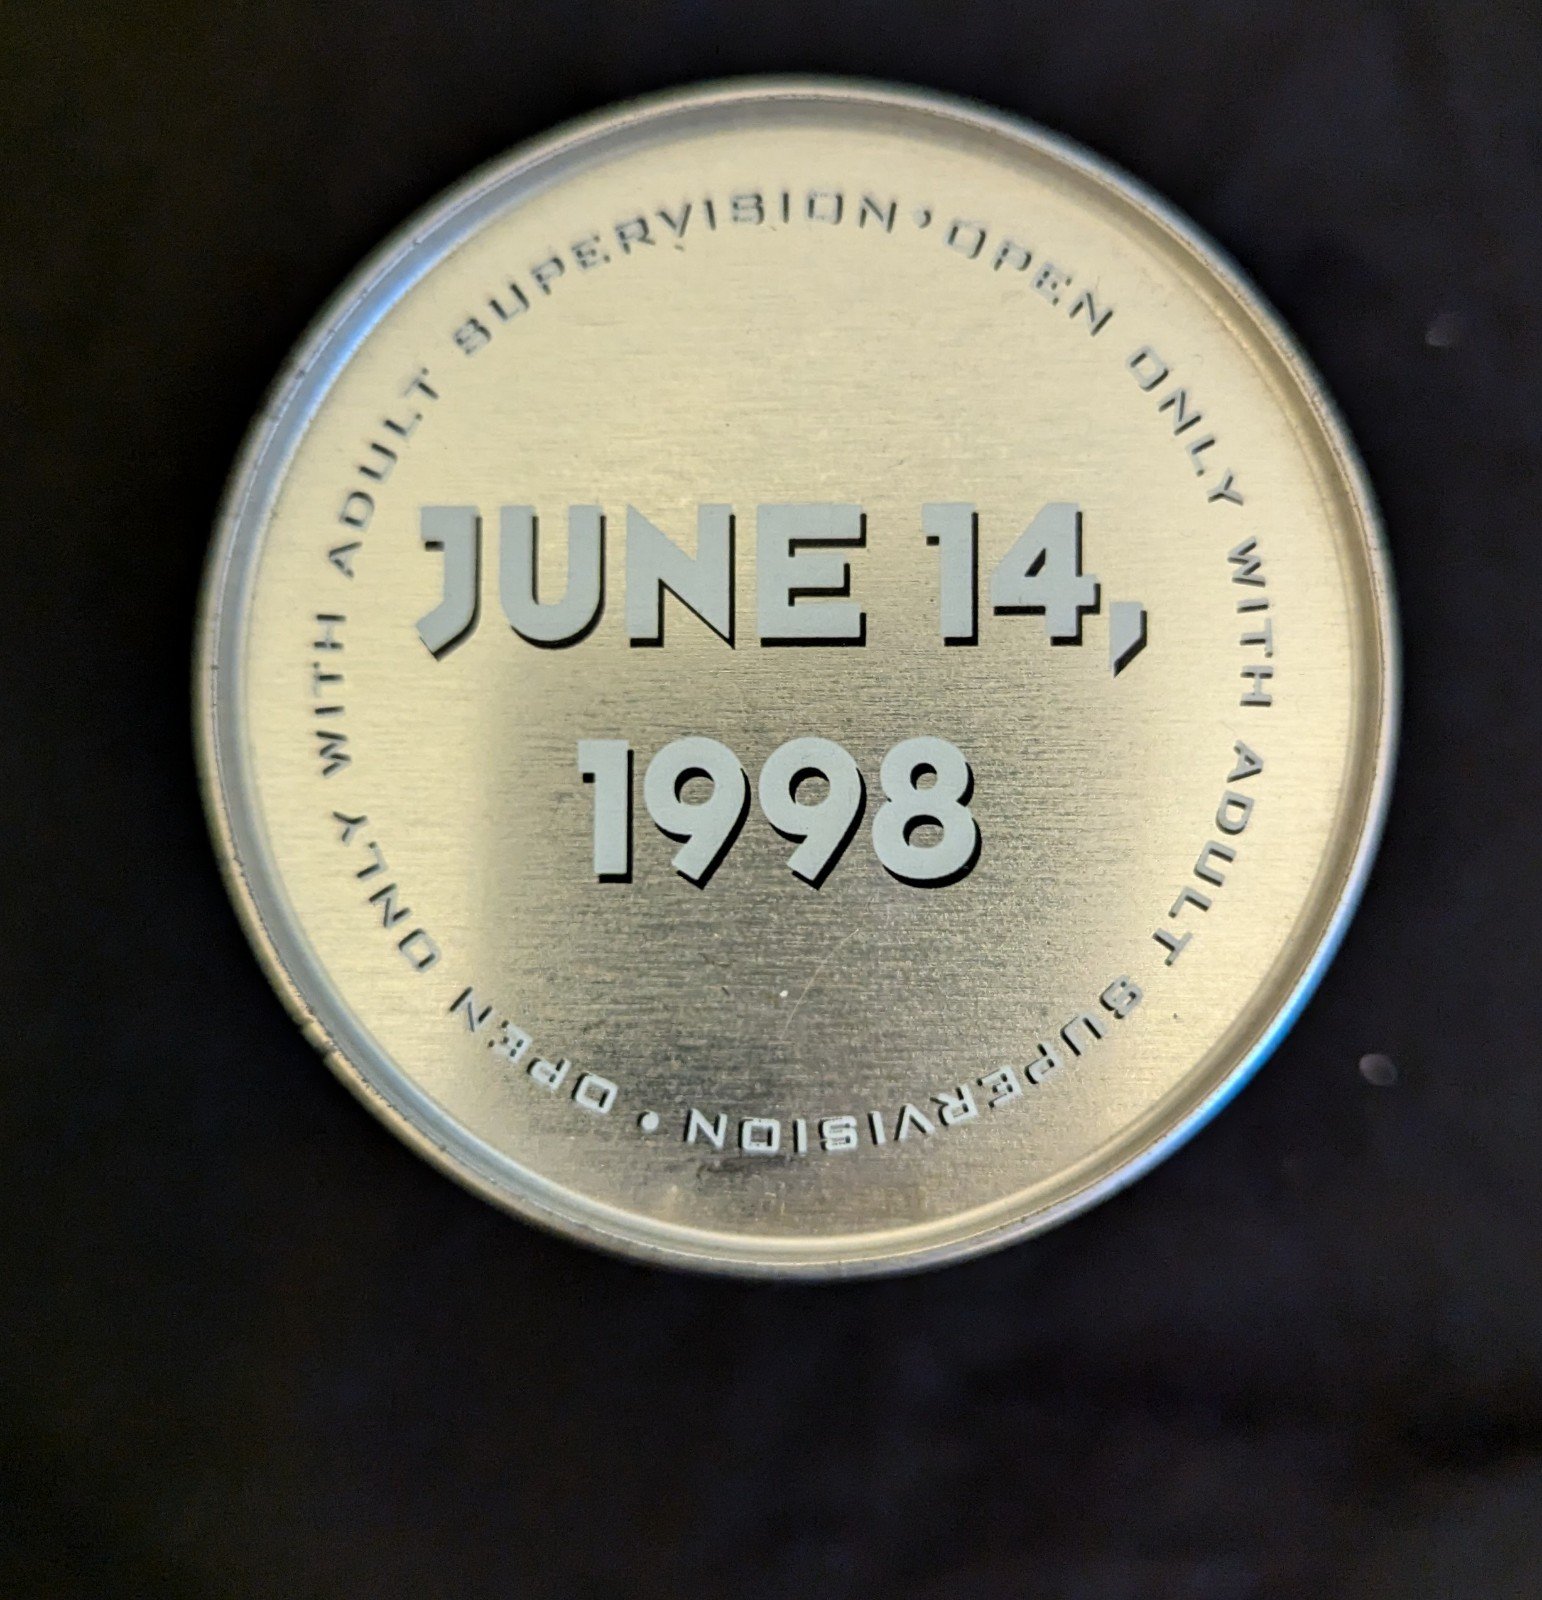 JUNE 14,
1998
OPEN ONLY WITH ADULT SUPERVISION • OPEN ONLY WITH ADULT SUPERVISION •